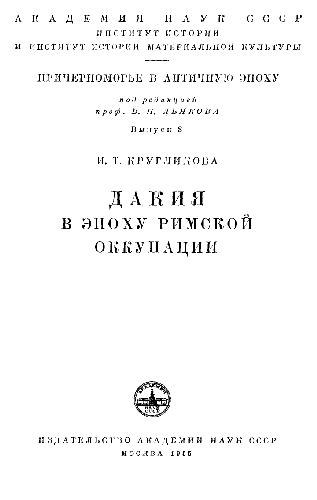 АКАДЕМИЯ НАУК СССР
ИНСТИТУТ ИСТОРИИ
И ИНСТИТУТ ИСТОРИИ МАТЕРИАЛЬНОЙ КУЛЬТУРЫ
ПРИЧЕРНОМОРЬЕ В АНТИЧНУЮ ЭПОХУ
под редакцией
проф. В. Н. ДЬЯКОВА
Выпуск 8
И. Т. КРУГЛИКОВА
ДАКИЯ
В ЭПОХУ РИМСКОЙ
ОККУПАЦИИ
ИЗДАТЕЛЬСТВО АКАДЕМИИ НАУК СССР
МОСКВА 1955